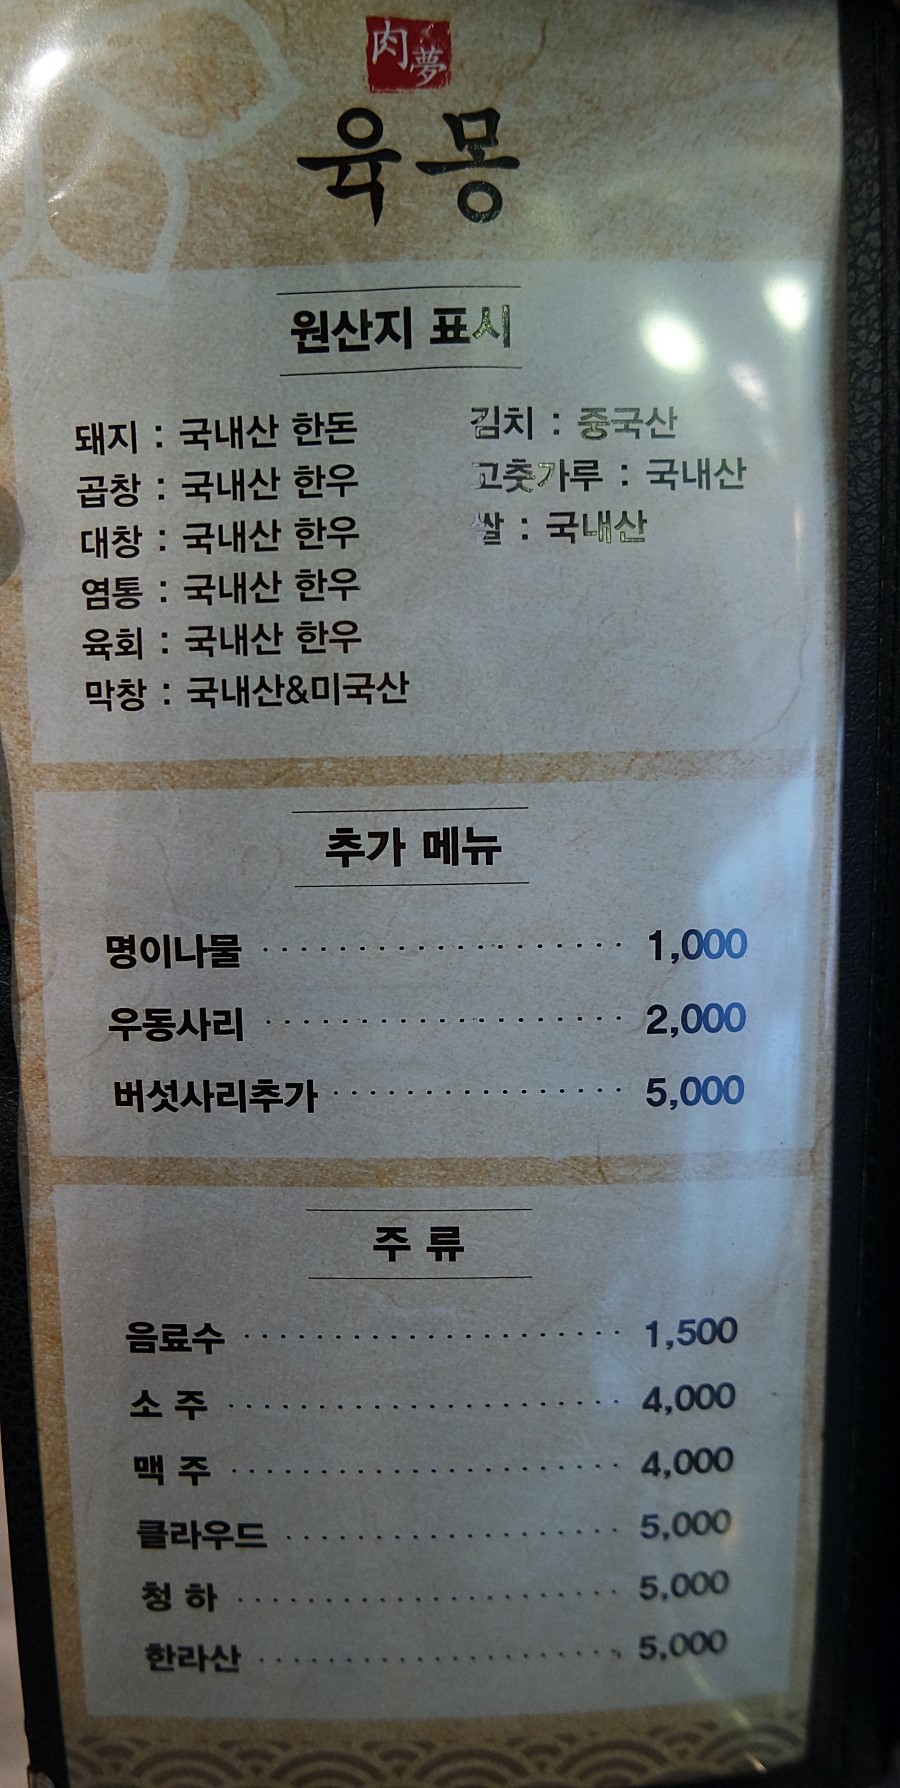 肉夢
육몽
원산지 표시
돼지 : 국내산 한돈
곱창 : 국내산 한우
대창 : 국내산 한우
염통 : 국내산 한우
육회 : 국내산 한우
막창 : 국내산&미국산
김치 : 중국산
고춧가루 : 국내산
쌀 : 국내산
추가 메뉴
명이나물 1,000
우동사리 2,000
버섯사리추가 5,000
주 류
음료수 1,500
소 주 4,000
맥 주 4,000
클라우드 5,000
청 하 5,000
한라산 5,000